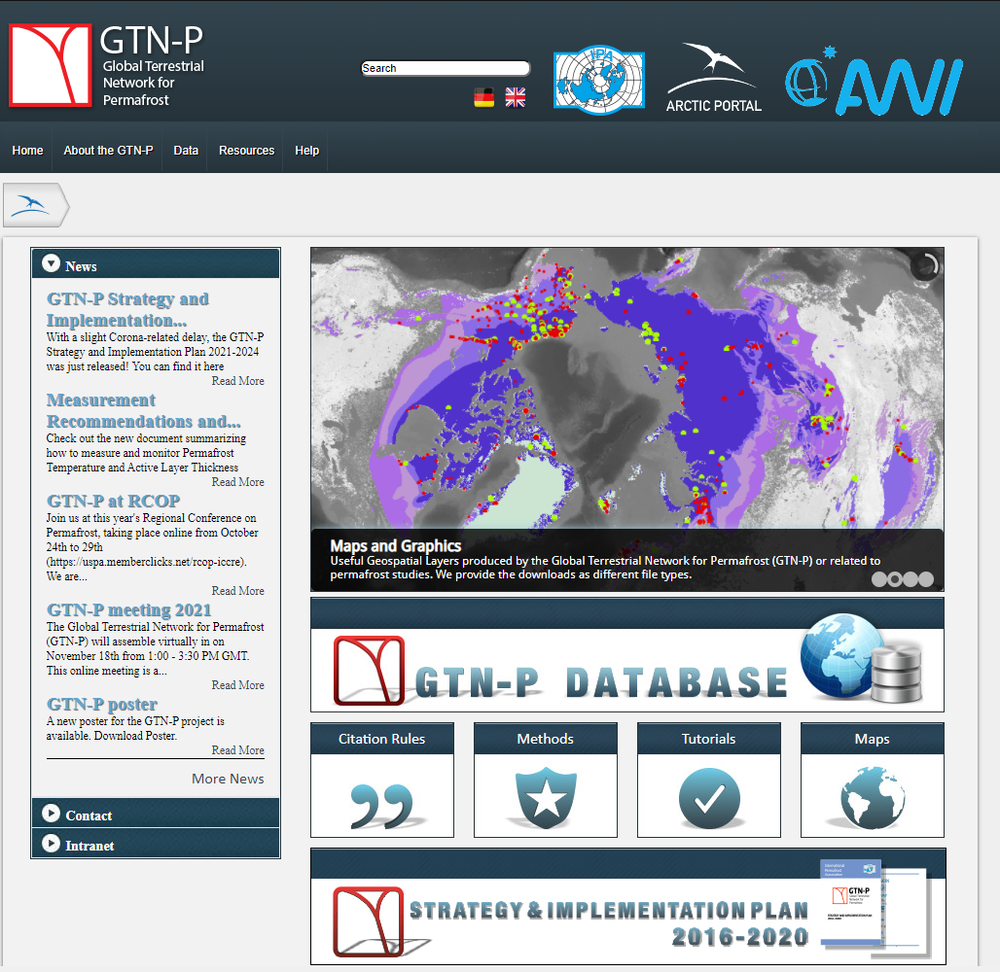 GTN-P
Global Terrestrial
Network for
Permafrost
Search
IPA
ARCTIC PORTAL
AWI
Home
About the GTN-P
Data
Resources
Help
News
GTN-P Strategy and
Implementation...
With a slight Corona-related delay, the GTN-P
Strategy and Implementation Plan 2021-2024
was just released! You can find it here
Read More
Measurement
Recommendations and...
Check out the new document summarizing
how to measure and monitor Permafrost
Temperature and Active Layer Thickness
Read More
GTN-P at RCOP
Join us at this year's Regional Conference on
Permafrost, taking place online from October
24th to 29th
(https://uspa.memberclicks.net/rcop-iccre).
We are...
Read More
GTN-P meeting 2021
The Global Terrestrial Network for Permafrost
(GTN-P) will assemble virtually in on
November 18th from 1:00 - 3:30 PM GMT.
This online meeting is a...
Read More
GTN-P poster
A new poster for the GTN-P project is
available. Download Poster.
Read More
More News
Contact
Intranet
Maps and Graphics
Useful Geospatial Layers produced by the Global Terrestrial Network for Permafrost (GTN-P) or related to
permafrost studies. We provide the downloads as different file types.
GTN-P DATABASE
Citation Rules
Methods
Tutorials
Maps
STRATEGY & IMPLEMENTATION PLAN
2016-2020
International
Permafrost
Association
GTN-P